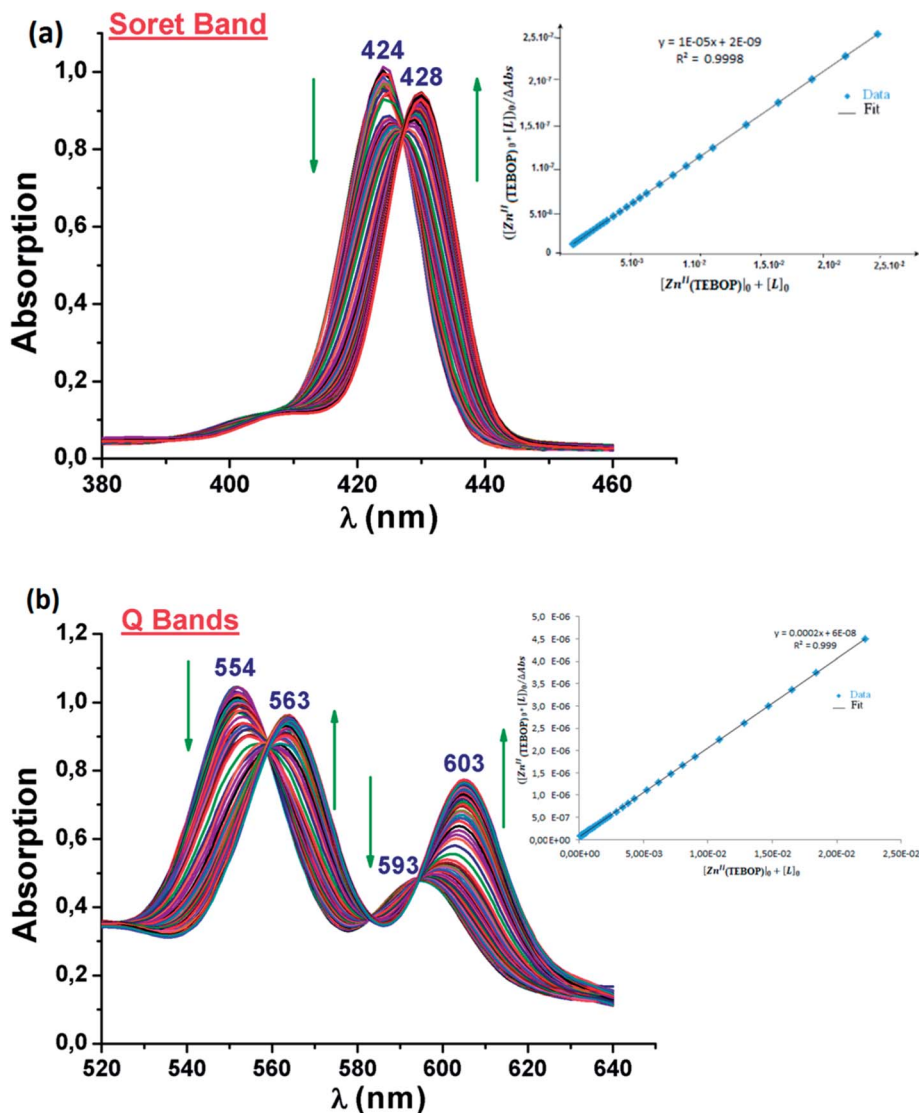 (a) Soret Band
424
428
1,0
0,8
0,6
0,4
0,2
0,0
Absorption
380 400 420 440 460
λ (nm)
y = 1E-05x + 2E-09
R² = 0.9998
Data
Fit
2,5·10⁻⁷
2·10⁻⁷
1,5·10⁻⁷
1·10⁻⁷
5·10⁻⁸
0
([Zn^II(TEBOP)₀* [L])₀/ΔAbs
5·10⁻³ 1·10⁻² 1,5·10⁻² 2,10⁻² 2,5·10⁻²
[Zn^II(TEBOP)]₀ + [L]₀
(b) Q Bands
554
563
593
603
1,2
1,0
0,8
0,6
0,4
0,2
0,0
Absorption
520 540 560 580 600 620 640
λ (nm)
y = 0.0002x + 6E-08
R² = 0.999
Data
Fit
5,0 E-06
4,5 E-06
4,0 E-06
3,5 E-06
3,0 E-06
2,5 E-06
2,0 E-06
1,5 E-06
1,0 E-06
5,0 E-07
0,00E+00
([Zn^II(TEBOP)₀* [L])₀/ΔAbs
0,00E+00 5,00E-03 1,00E-02 1,50E-02 2,00E-02 2,50E-02
[Zn^II(TEBOP)]₀ + [L]₀